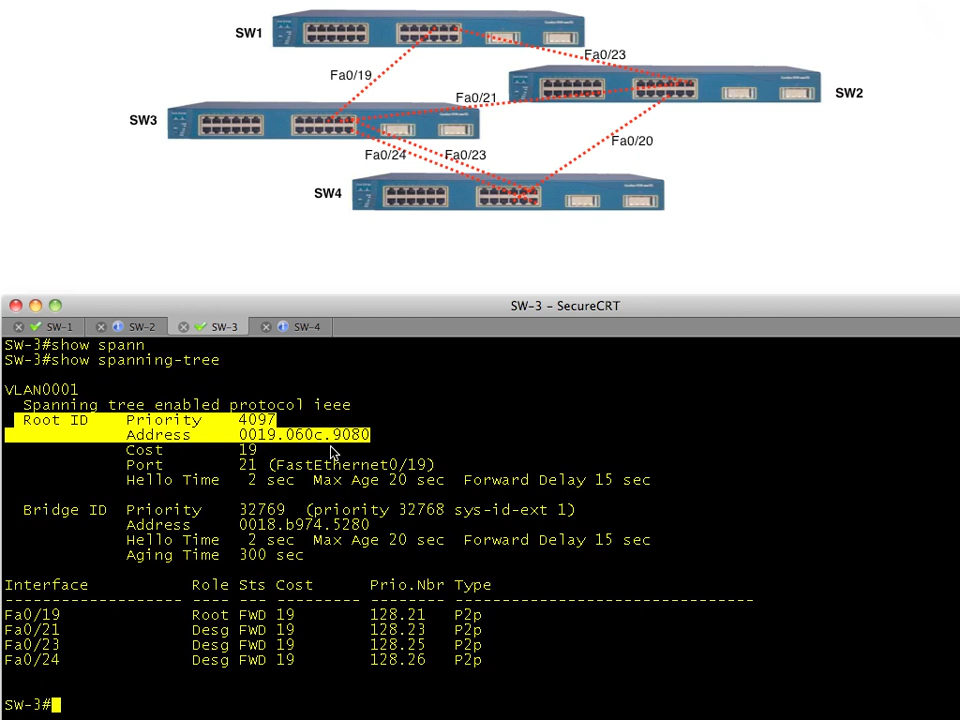 SW1
Fa0/23
Fa0/19
SW2
Fa0/21
SW3
Fa0/20
Fa0/24
Fa0/23
SW4
SW-3 – SecureCRT
SW-1 SW-2 SW-3 SW-4
SW-3#show spann
SW-3#show spanning-tree
VLAN0001
Spanning tree enabled protocol ieee
Root ID Priority 4097
Address 0019.060c.9080
Cost 19
Port 21 (FastEthernet0/19)
Hello Time 2 sec Max Age 20 sec Forward Delay 15 sec
Bridge ID Priority 32769 (priority 32768 sys-id-ext 1)
Address 0018.b974.5280
Hello Time 2 sec Max Age 20 sec Forward Delay 15 sec
Aging Time 300 sec
Interface Role Sts Cost Prio.Nbr Type
------------------- ---- --- --------- -------- --------------------------------
Fa0/19 Root FWD 19 128.21 P2p
Fa0/21 Desg FWD 19 128.23 P2p
Fa0/23 Desg FWD 19 128.25 P2p
Fa0/24 Desg FWD 19 128.26 P2p
SW-3#